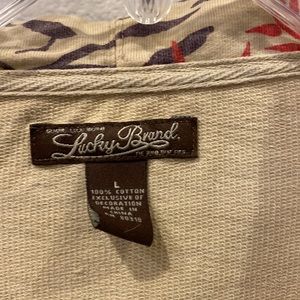 Lucky Brand
L
100% COTTON
EXCLUSIVE OF
DECORATION
MADE IN
CHINA